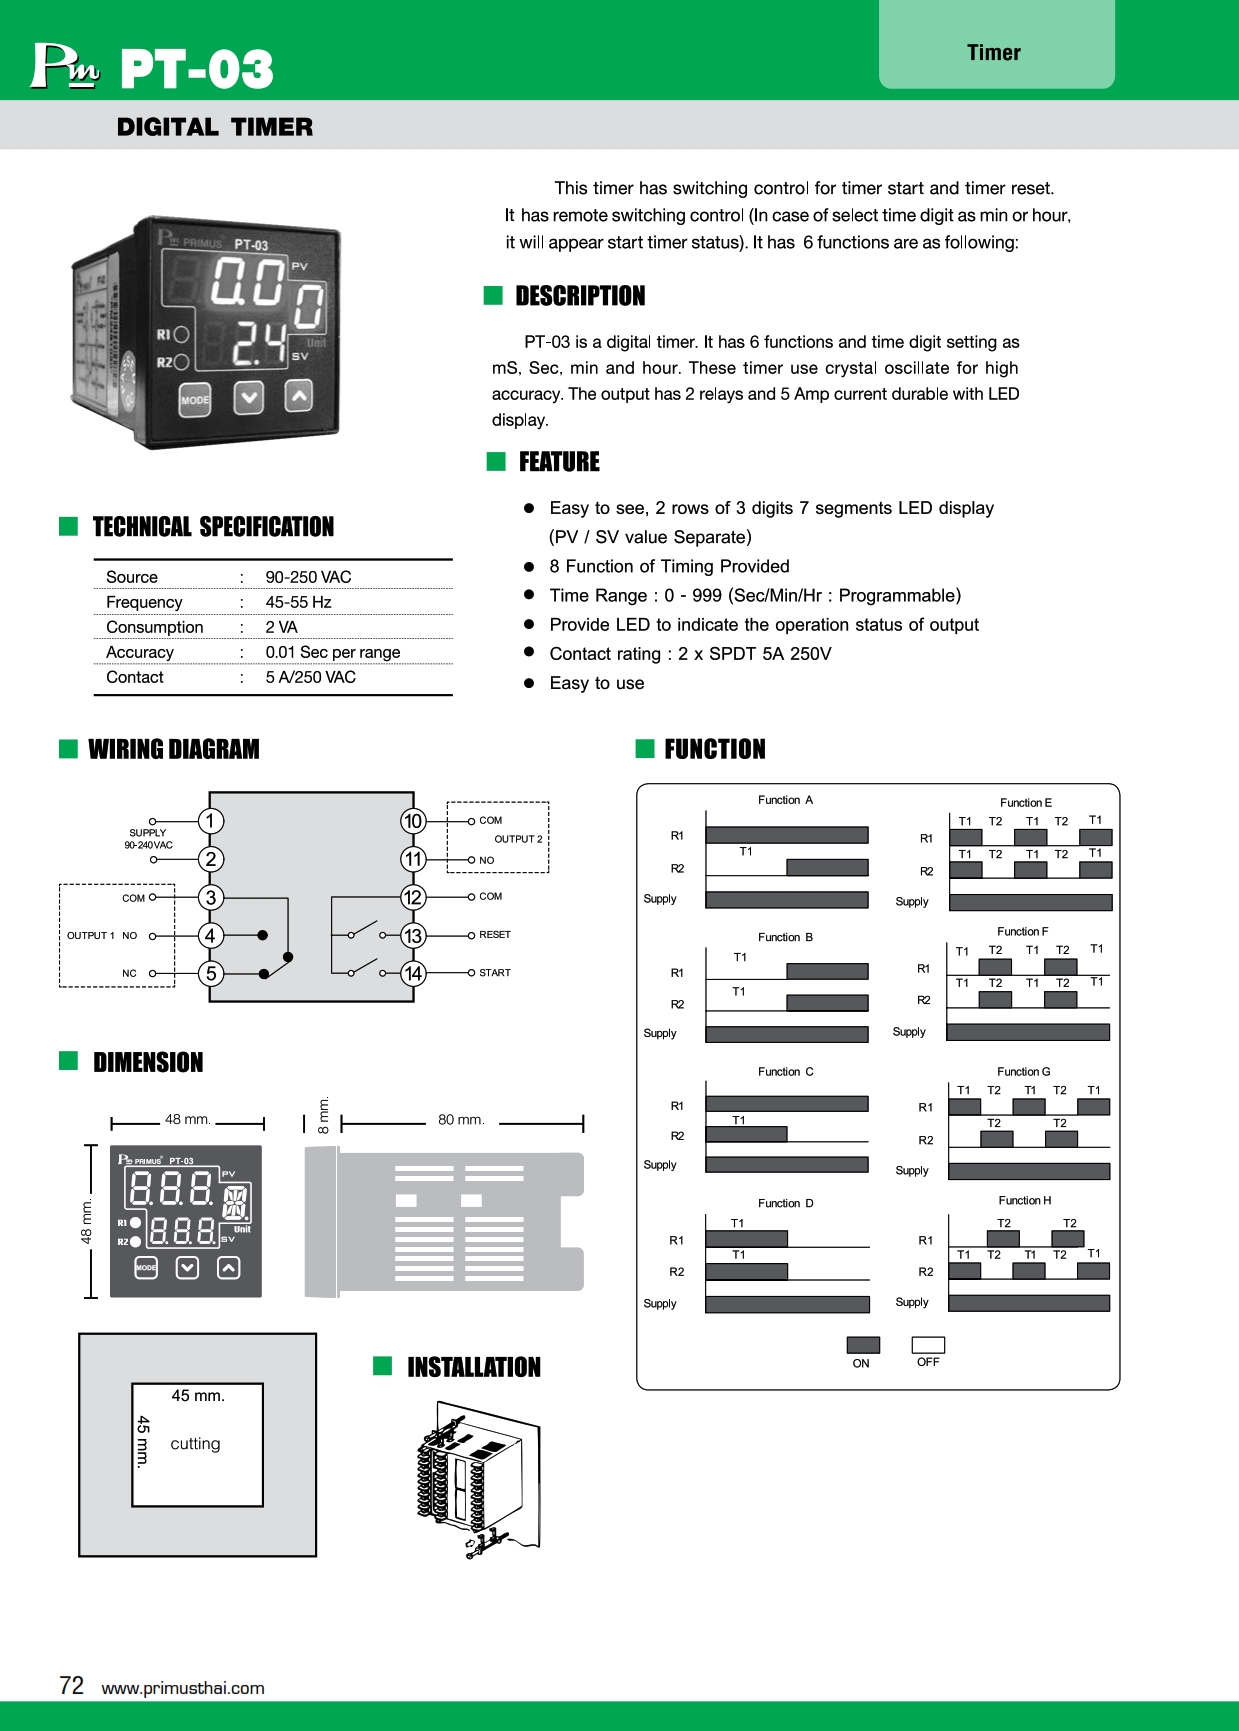 Pm PT-03
Timer
DIGITAL TIMER
This timer has switching control for timer start and timer reset.
It has remote switching control (In case of select time digit as min or hour,
it will appear start timer status). It has 6 functions are as following:
Pm PRIMUS PT-03
0.0 PV
0
R1
2.4 Unit
R2 SV
MODE
DESCRIPTION
PT-03 is a digital timer. It has 6 functions and time digit setting as
mS, Sec, min and hour. These timer use crystal oscillate for high
accuracy. The output has 2 relays and 5 Amp current durable with LED
display.
FEATURE
● Easy to see, 2 rows of 3 digits 7 segments LED display
(PV / SV value Separate)
● 8 Function of Timing Provided
● Time Range : 0 - 999 (Sec/Min/Hr : Programmable)
● Provide LED to indicate the operation status of output
● Contact rating : 2 x SPDT 5A 250V
● Easy to use
TECHNICAL SPECIFICATION
Source : 90-250 VAC
Frequency : 45-55 Hz
Consumption : 2 VA
Accuracy : 0.01 Sec per range
Contact : 5 A/250 VAC
WIRING DIAGRAM
SUPPLY
90-240VAC
1
2
COM 3
OUTPUT 1 NO 4
NC 5
10 COM
OUTPUT 2
11 NO
12 COM
13 RESET
14 START
FUNCTION
Function A
R1
T1
R2
Supply
Function B
T1
R1
T1
R2
Supply
Function C
R1
T1
R2
Supply
Function D
T1
R1
T1
R2
Supply
Function E
T1 T2 T1 T2 T1
R1
T1 T2 T1 T2 T1
R2
Supply
Function F
T1 T2 T1 T2 T1
R1
T1 T2 T1 T2 T1
R2
Supply
Function G
T1 T2 T1 T2 T1
R1
T2 T2
R2
Supply
Function H
T2 T2
R1
T1 T2 T1 T2 T1
R2
Supply
ON OFF
DIMENSION
48 mm.
8 mm.
80 mm.
48 mm.
Pm PRIMUS® PT-03
8.8.8. PV
R1 Unit
R2 8.8.8. SV
MODE
45 mm.
45 mm.
cutting
INSTALLATION
72 www.primusthai.com